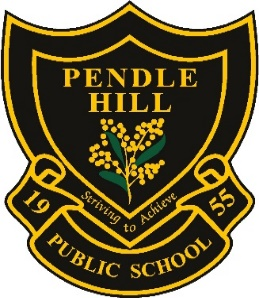 PENDLE
HILL
Striving to Achieve
19 55
PUBLIC SCHOOL